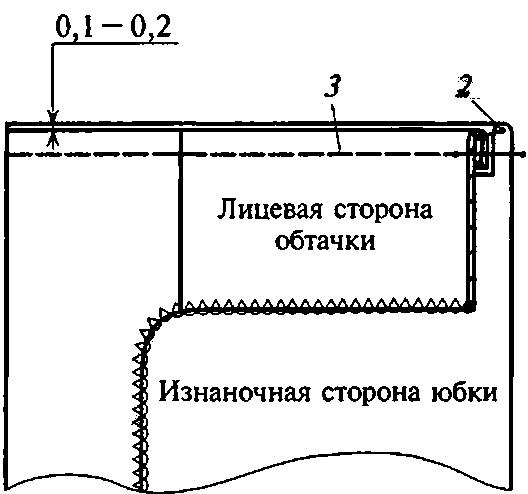 0,1 – 0,2
3
2
Лицевая сторона
обтачки
Изнаночная сторона юбки